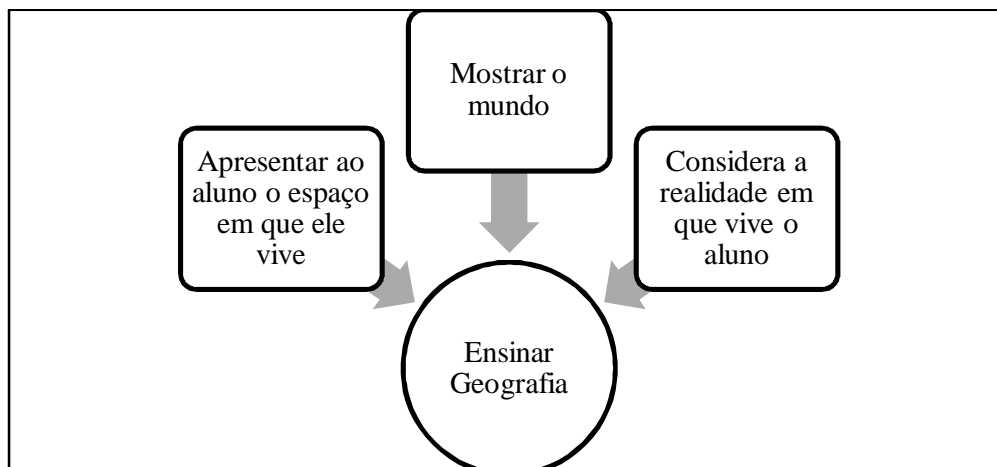 Mostrar o
mundo
Apresentar ao
aluno o espaço
em que ele
vive
Considera a
realidade em
que vive o
aluno
Ensinar
Geografia